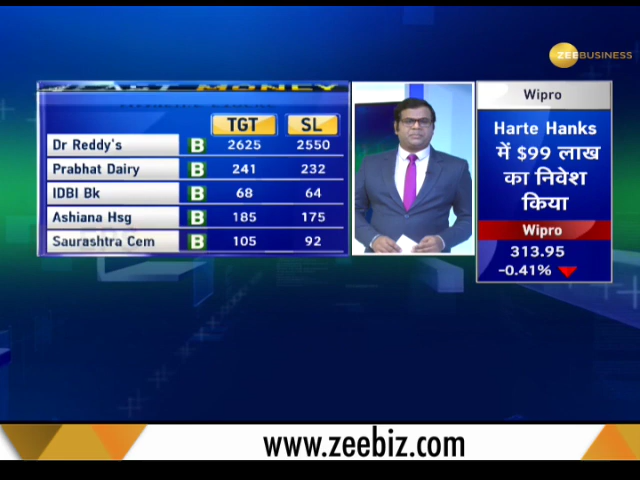 ZEEBUSINESS
MONEY
TGT SL
Dr Reddy's B 2625 2550
Prabhat Dairy B 241 232
IDBI Bk B 68 64
Ashiana Hsg B 185 175
Saurashtra Cem B 105 92
Wipro
Harte Hanks
में $99 लाख
का निवेश
किया
Wipro
313.95
-0.41%
www.zeebiz.com